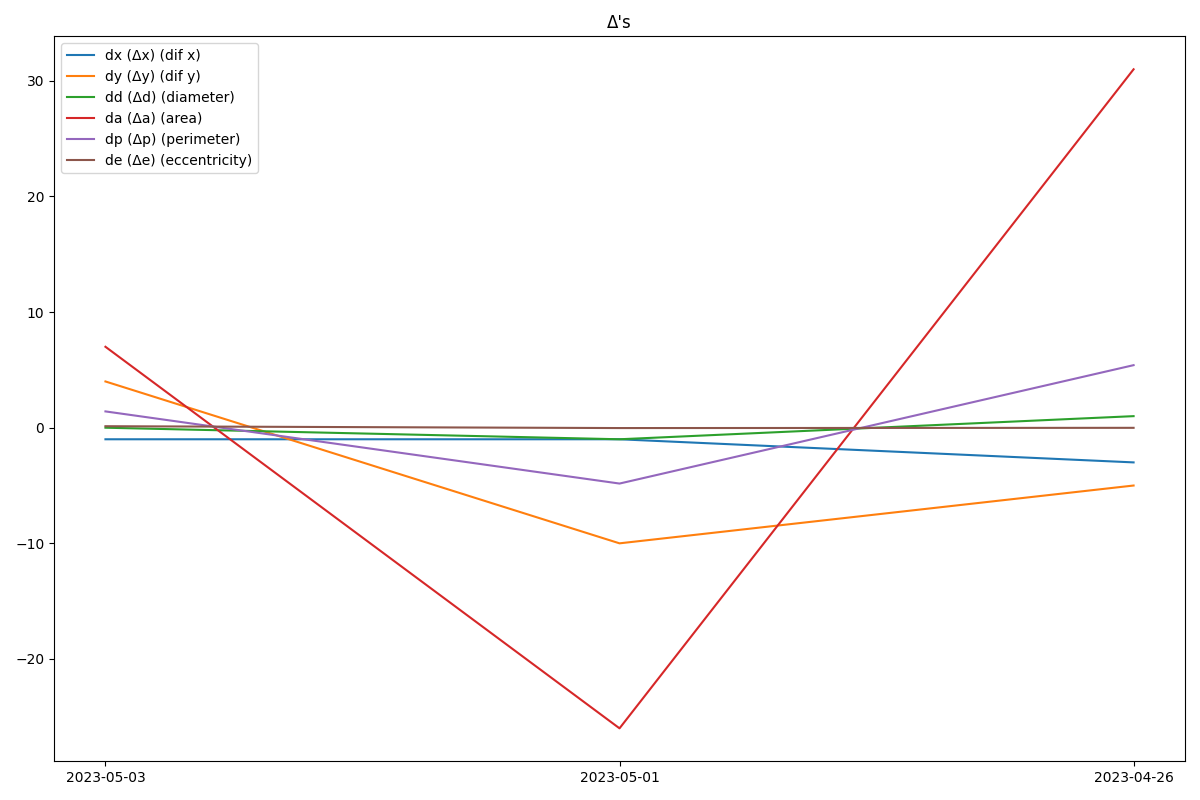 Δ's
dx (Δx) (dif x)
dy (Δy) (dif y)
dd (Δd) (diameter)
da (Δa) (area)
dp (Δp) (perimeter)
de (Δe) (eccentricity)
30
20
10
0
−10
−20
2023-05-03
2023-05-01
2023-04-26